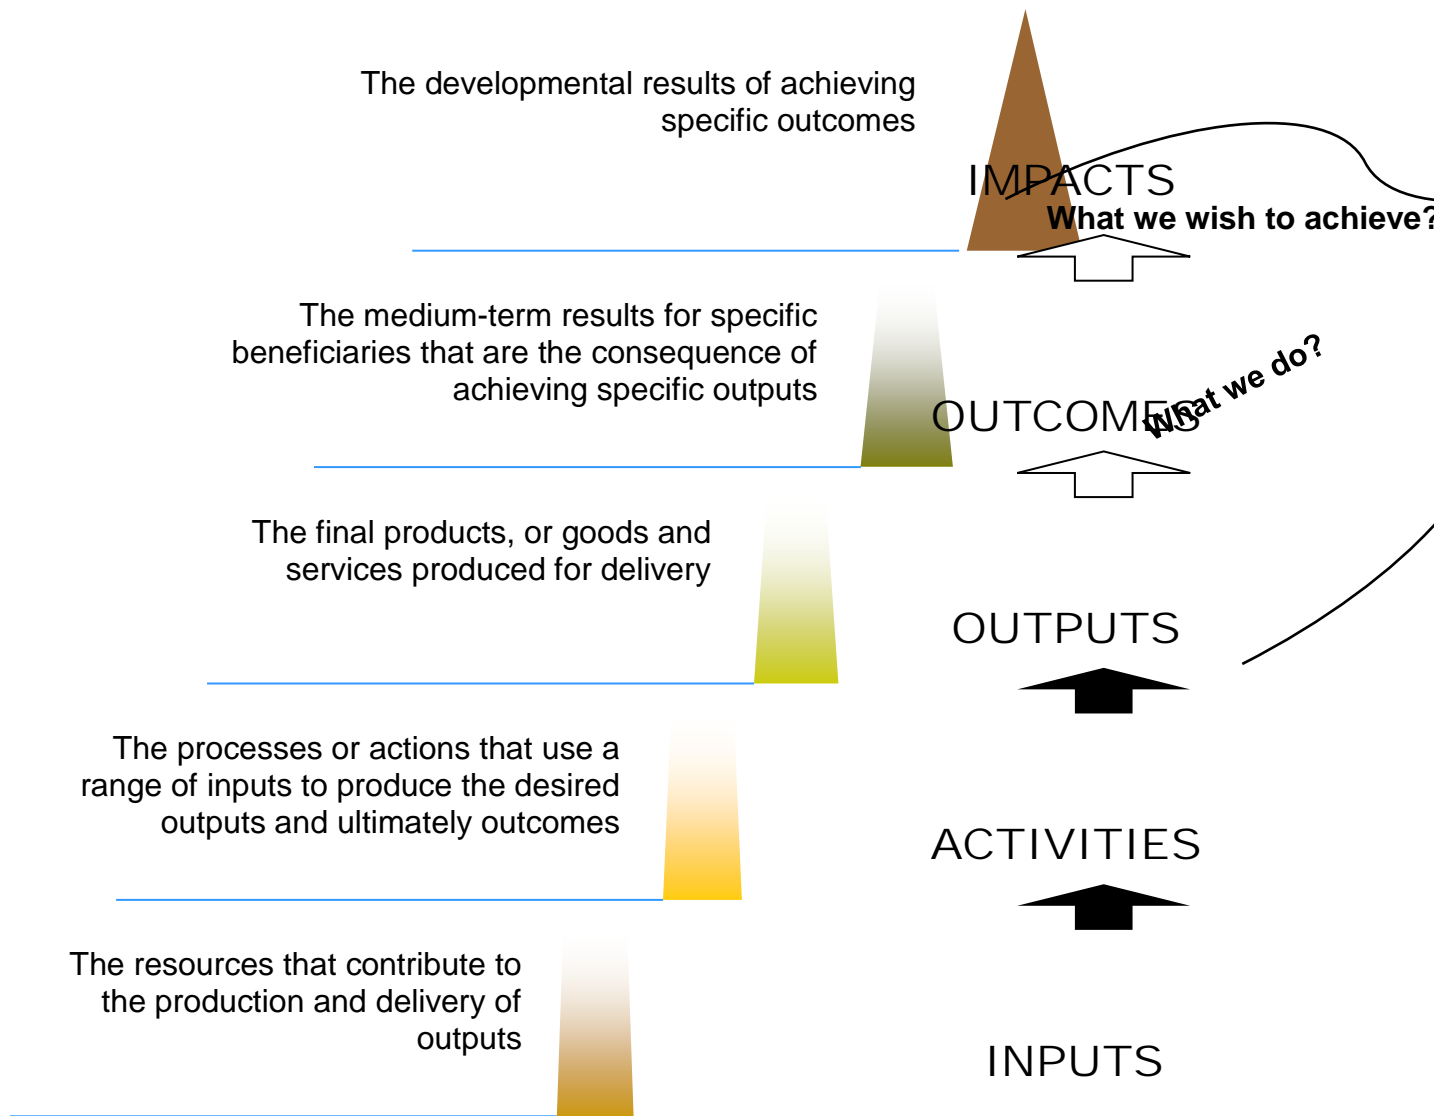 The developmental results of achieving
specific outcomes
IMPACTS
What we wish to achieve?
The medium-term results for specific
beneficiaries that are the consequence of
achieving specific outputs
What we do?
OUTCOMES
The final products, or goods and
services produced for delivery
OUTPUTS
The processes or actions that use a
range of inputs to produce the desired
outputs and ultimately outcomes
ACTIVITIES
The resources that contribute to
the production and delivery of
outputs
INPUTS